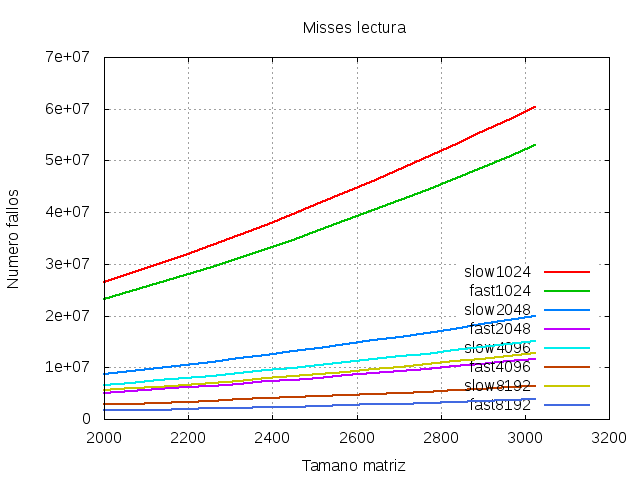 Misses lectura
7e+07
6e+07
5e+07
4e+07
3e+07
2e+07
1e+07
0
Numero fallos
slow1024
fast1024
slow2048
fast2048
slow4096
fast4096
slow8192
fast8192
2000 2200 2400 2600 2800 3000 3200
Tamano matriz